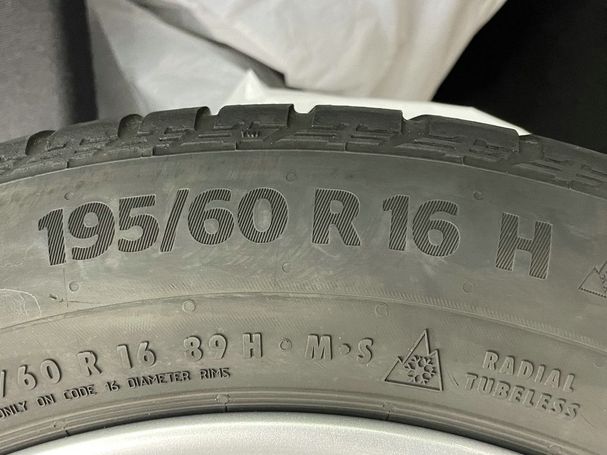 195/60 R 16 H
/60 R 16 89 H • M•S
RADIAL
TUBELESS
ONLY ON CODE 16 DIAMETER RIMS